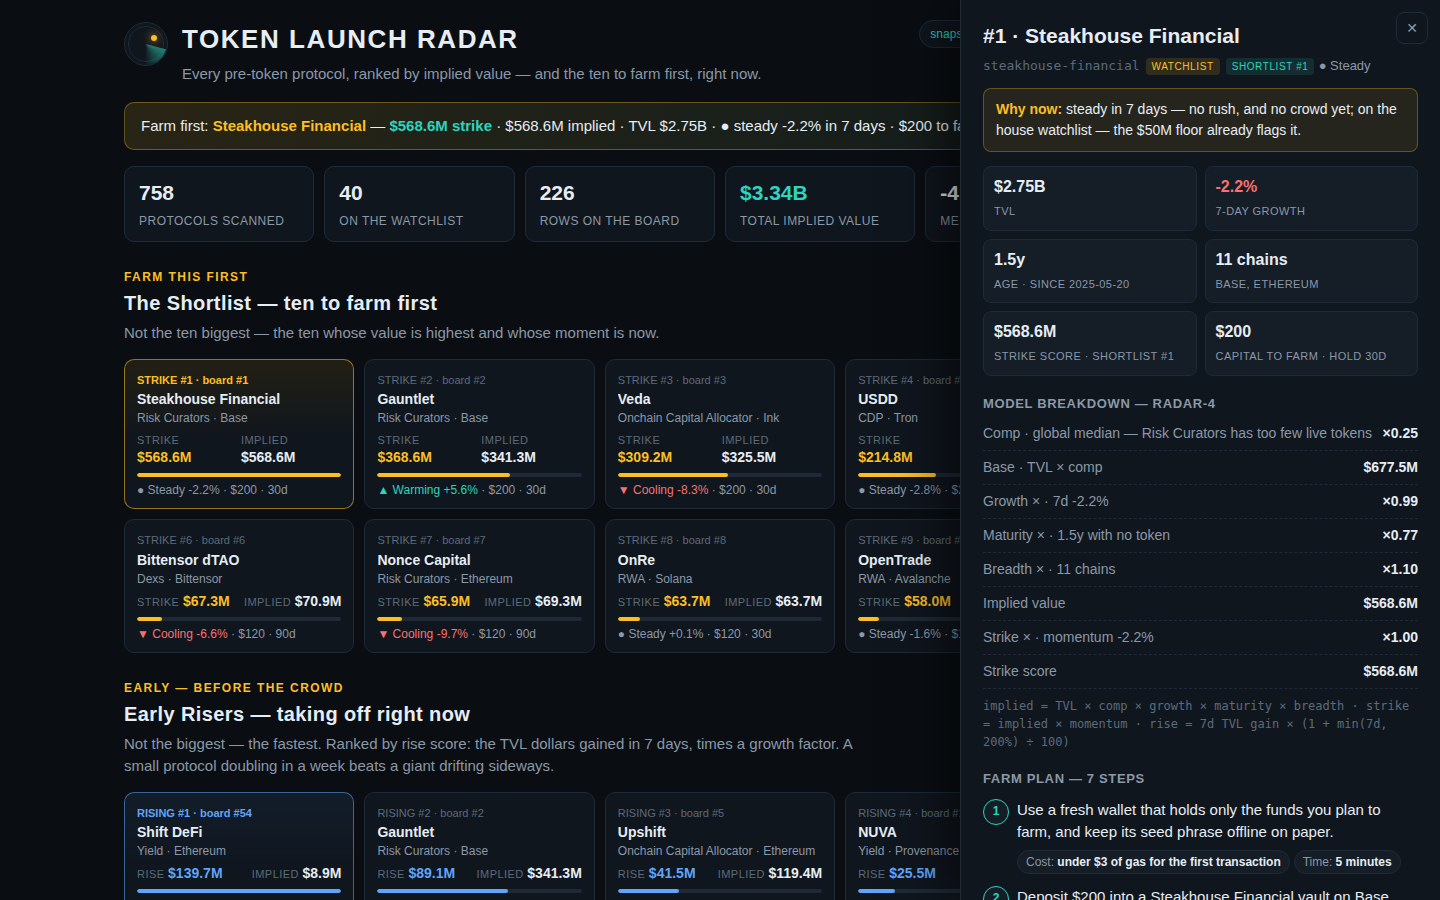 TOKEN LAUNCH RADAR
Every pre-token protocol, ranked by implied value — and the ten to farm first, right now.
snaps
Farm first: Steakhouse Financial — $568.6M strike · $568.6M implied · TVL $2.75B · ● steady -2.2% in 7 days · $200 to fa
758
PROTOCOLS SCANNED
40
ON THE WATCHLIST
226
ROWS ON THE BOARD
$3.34B
TOTAL IMPLIED VALUE
-4
ME
FARM THIS FIRST
The Shortlist — ten to farm first
Not the ten biggest — the ten whose value is highest and whose moment is now.
STRIKE #1 · board #1
Steakhouse Financial
Risk Curators · Base
STRIKE IMPLIED
$568.6M $568.6M
● Steady -2.2% · $200 · 30d
STRIKE #2 · board #2
Gauntlet
Risk Curators · Base
STRIKE IMPLIED
$368.6M $341.3M
▲ Warming +5.6% · $200 · 30d
STRIKE #3 · board #3
Veda
Onchain Capital Allocator · Ink
STRIKE IMPLIED
$309.2M $325.5M
▼ Cooling -8.3% · $200 · 30d
STRIKE #4 · board #
USDD
CDP · Tron
STRIKE
$214.8M
● Steady -2.8% · $
STRIKE #6 · board #6
Bittensor dTAO
Dexs · Bittensor
STRIKE $67.3M IMPLIED $70.9M
▼ Cooling -6.6% · $120 · 90d
STRIKE #7 · board #7
Nonce Capital
Risk Curators · Ethereum
STRIKE $65.9M IMPLIED $69.3M
▼ Cooling -9.7% · $120 · 90d
STRIKE #8 · board #8
OnRe
RWA · Solana
STRIKE $63.7M IMPLIED $63.7M
● Steady +0.1% · $120 · 30d
STRIKE #9 · board #
OpenTrade
RWA · Avalanche
STRIKE $58.0M
● Steady -1.6% · $
EARLY — BEFORE THE CROWD
Early Risers — taking off right now
Not the biggest — the fastest. Ranked by rise score: the TVL dollars gained in 7 days, times a growth factor. A
small protocol doubling in a week beats a giant drifting sideways.
RISING #1 · board #54
Shift DeFi
Yield · Ethereum
RISE $139.7M IMPLIED $8.9M
RISING #2 · board #2
Gauntlet
Risk Curators · Base
RISE $89.1M IMPLIED $341.3M
RISING #3 · board #5
Upshift
Onchain Capital Allocator · Ethereum
RISE $41.5M IMPLIED $119.4M
RISING #4 · board #
NUVA
Yield · Provenance
RISE $25.5M
#1 · Steakhouse Financial
✕
steakhouse-financial WATCHLIST SHORTLIST #1 ● Steady
Why now: steady in 7 days — no rush, and no crowd yet; on the
house watchlist — the $50M floor already flags it.
$2.75B
TVL
-2.2%
7-DAY GROWTH
1.5y
AGE · SINCE 2025-05-20
11 chains
BASE, ETHEREUM
$568.6M
STRIKE SCORE · SHORTLIST #1
$200
CAPITAL TO FARM · HOLD 30D
MODEL BREAKDOWN — RADAR-4
Comp · global median — Risk Curators has too few live tokens ×0.25
Base · TVL × comp $677.5M
Growth × · 7d -2.2% ×0.99
Maturity × · 1.5y with no token ×0.77
Breadth × · 11 chains ×1.10
Implied value $568.6M
Strike × · momentum -2.2% ×1.00
Strike score $568.6M
implied = TVL × comp × growth × maturity × breadth · strike
= implied × momentum · rise = 7d TVL gain × (1 + min(7d,
200%) ÷ 100)
FARM PLAN — 7 STEPS
1 Use a fresh wallet that holds only the funds you plan to
farm, and keep its seed phrase offline on paper.
Cost: under $3 of gas for the first transaction Time: 5 minutes
2 Deposit $200 into a Steakhouse Financial vault on Base